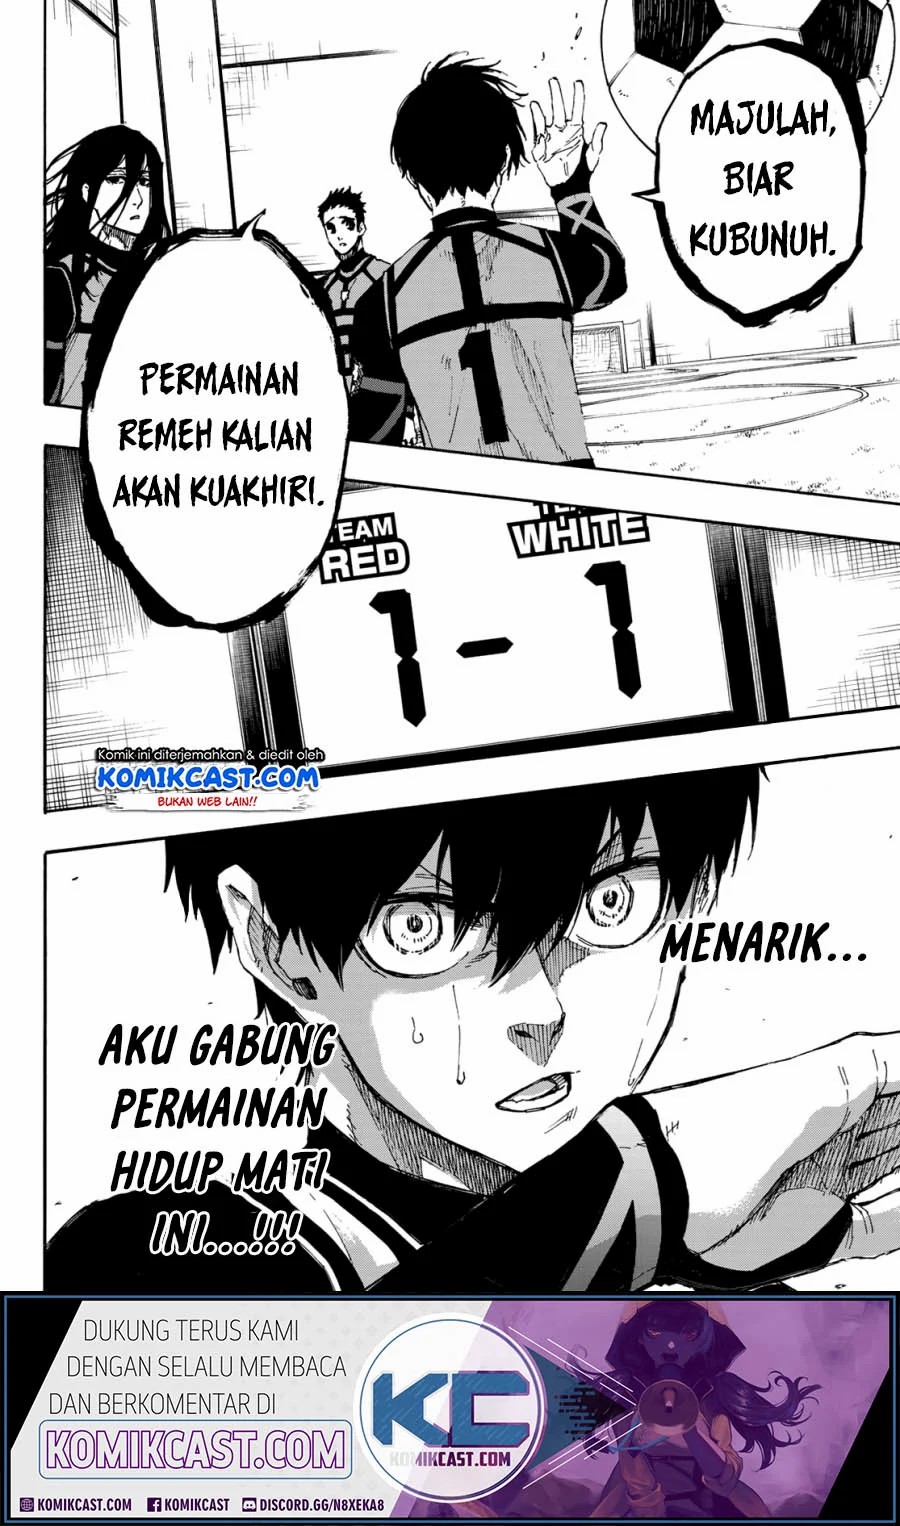 MAJULAH,
BIAR
KUBUNUH.
1
PERMAINAN
REMEH KALIAN
AKAN KUAKHIRI.
TEAM
RED
TEAM
WHITE
1 - 1
Komik ini diterjemahkan & diedit oleh
KOMIKCAST.COM
BUKAN WEB LAIN!!
MENARIK...
AKU GABUNG
PERMAINAN
HIDUP MATI
INI...!!!
DUKUNG TERUS KAMI
DENGAN SELALU MEMBACA
DAN BERKOMENTAR DI
KOMIKCAST.COM
KC
KOMIKCAST.COM
KOMIKCAST.COM
KOMIKCAST
DISCORD.GG/N8XEKA8